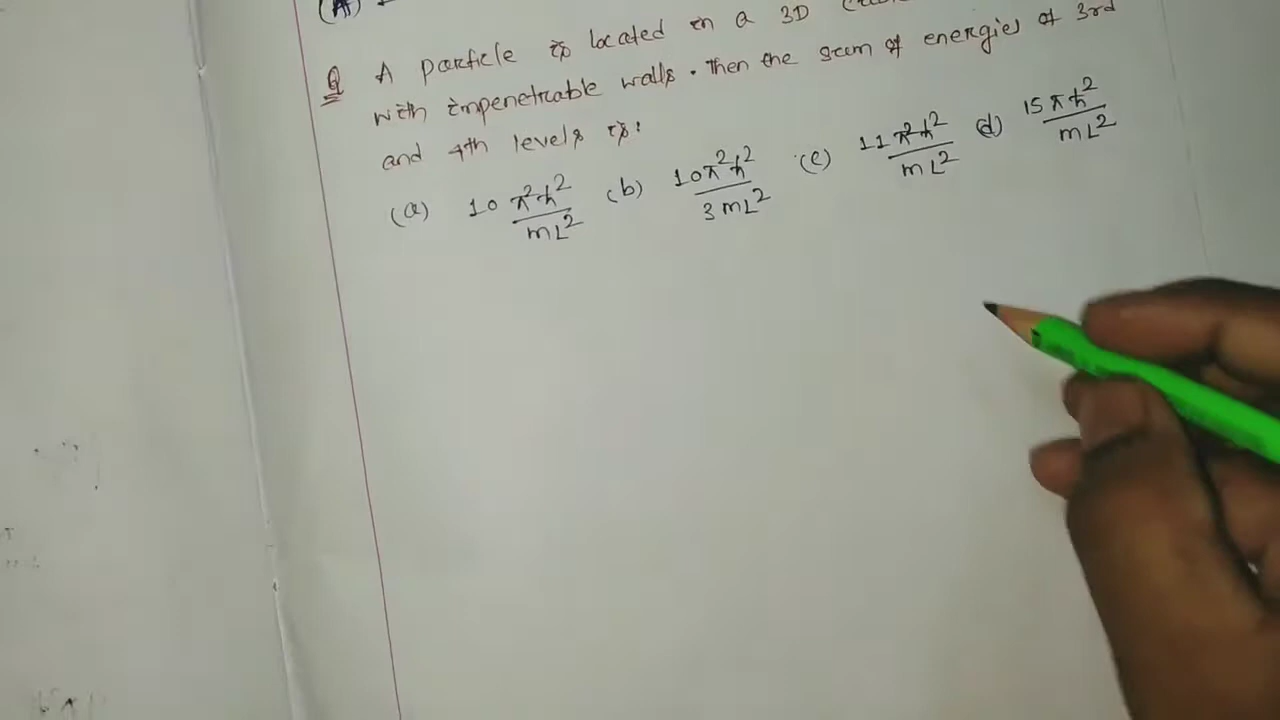 (A)
Q A particle is located in a 3D
with impenetrable walls. Then the sum of energies of 3rd
and 4th levels is:
(a) 10 π²ħ²/mL² (b) 10π²ħ²/3mL² (c) 11π²ħ²/mL² (d) 15πħ²/mL²